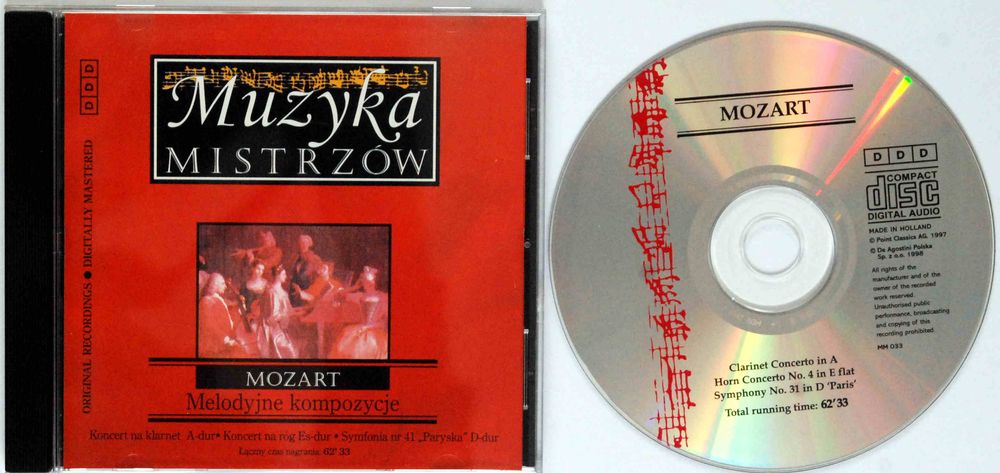 D D D
ORIGINAL RECORDINGS ● DIGITALLY MASTERED
Muzyka
MISTRZÓW
MOZART
Melodyjne kompozycje
Koncert na klarnet A-dur • Koncert na róg Es-dur • Symfonia nr 41 „Paryska" D-dur
Łączny czas nagrania: 62'33
MOZART
D D D
COMPACT
disc
DIGITAL AUDIO
MADE IN HOLLAND
© Point Classics AG. 1997
© De Agostini Polska
Sp. z o.o. 1998
All rights of the
manufacturer and of the
owner of the recorded
work reserved.
Unauthorised public
performance, broadcasting
and copying of this
recording prohibited.
MM 033
Clarinet Concerto in A
Horn Concerto No. 4 in E flat
Symphony No. 31 in D 'Paris'
Total running time: 62'33